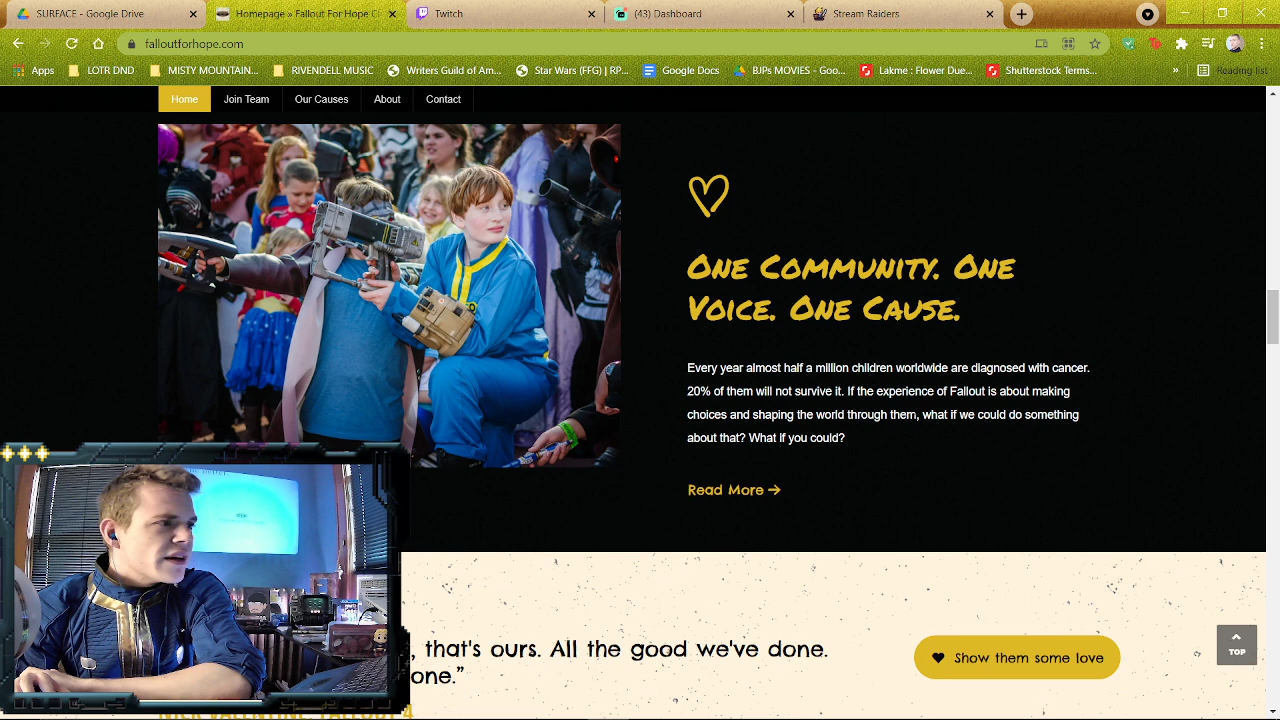 SURFACE - Google Drive
Homepage » Fallout For Hope
Twitch
(43) Dashboard
Stream Raiders
falloutforhope.com
Apps
LOTR DND
MISTY MOUNTAIN...
RIVENDELL MUSIC
Writers Guild of Am...
Star Wars (FFG) | RP...
Google Docs
BJPs MOVIES - Goo...
Lakme : Flower Due...
Shutterstock Terms...
»
Reading list
Home
Join Team
Our Causes
About
Contact
One Community. One
Voice. One Cause.
Every year almost half a million children worldwide are diagnosed with cancer.
20% of them will not survive it. If the experience of Fallout is about making
choices and shaping the world through them, what if we could do something
about that? What if you could?
Read More →
, that's ours. All the good we've done.
one.”
Show them some love
TOP
NICK VALENTINE, FALLOUT 4